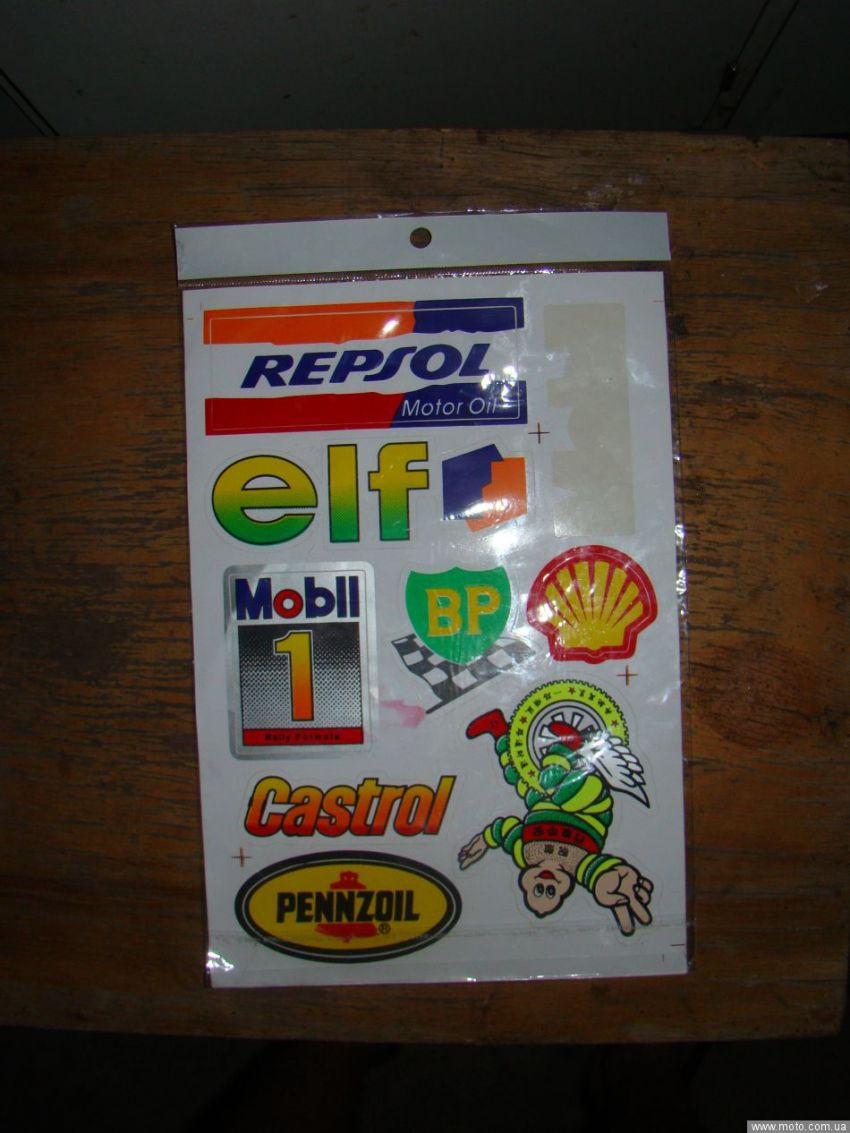 REPSOL
Motor Oil
elf
Mobil
1
Rally Formula
BP
Castrol
PENNZOIL®
www.moto.com.ua